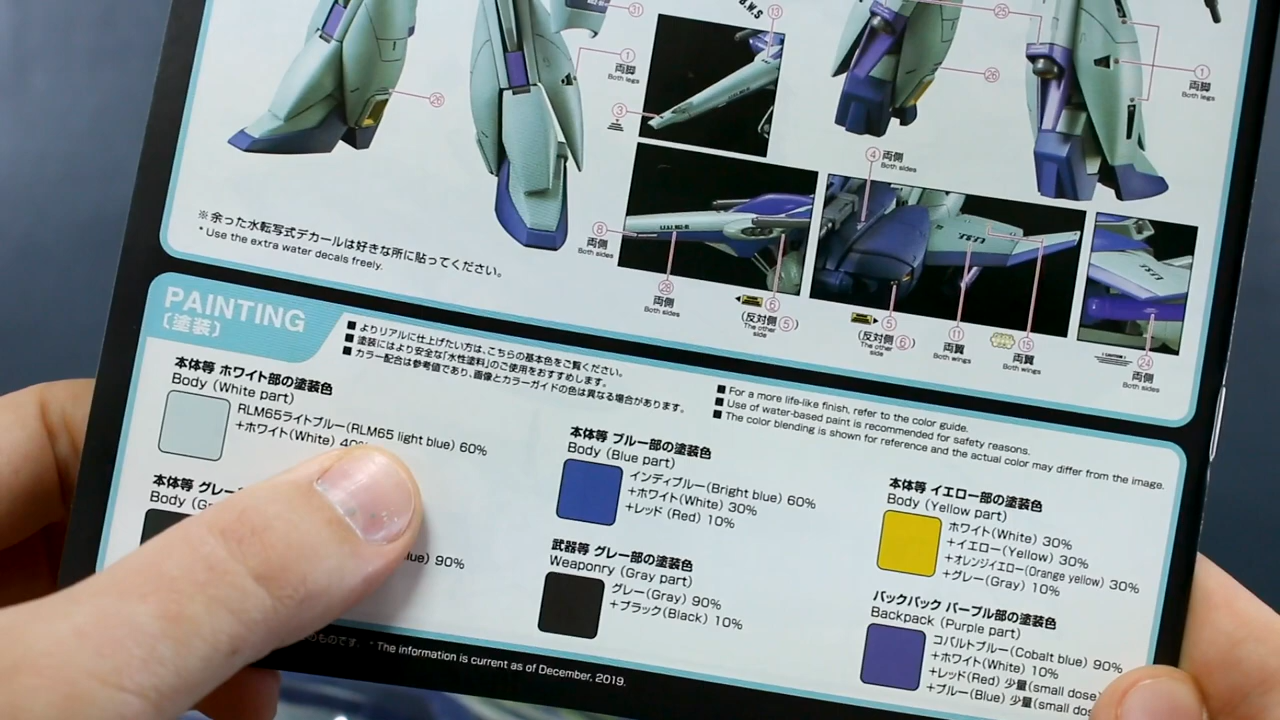 31
B.W.S
13
25
1
両脚
Both legs
26
3
26
1
両脚
Both legs
4
両側
Both sides
8
両側
Both sides
28
両側
Both sides
6
(反対側⑤)
The other side
5
(反対側⑥)
The other side
11
両翼
Both wings
15
両翼
Both wings
CAUTION
24
両側
Both sides
※余った水転写式デカールは好きな所に貼ってください。
* Use the extra water decals freely.
PAINTING
〔塗装〕
■よりリアルに仕上げたい方は、こちらの基本色をご覧ください。
■塗装にはより安全な「水性塗料」のご使用をおすすめします。
■カラー配合は参考値であり、画像とカラーガイドの色は異なる場合があります。
■For a more life-like finish, refer to the color guide.
■Use of water-based paint is recommended for safety reasons.
■The color blending is shown for reference and the actual color may differ from the image.
本体等 ホワイト部の塗装色
Body (White part)
RLM65ライトブルー(RLM65 light blue) 60%
+ホワイト(White) 40%
本体等 グレー
Body (Gr
lue) 90%
本体等 ブルー部の塗装色
Body (Blue part)
インディブルー(Bright blue) 60%
+ホワイト(White) 30%
+レッド (Red) 10%
武器等 グレー部の塗装色
Weaponry (Gray part)
グレー(Gray) 90%
+ブラック(Black) 10%
本体等 イエロー部の塗装色
Body (Yellow part)
ホワイト(White) 30%
+イエロー(Yellow) 30%
+オレンジイエロー(Orange yellow) 30%
+グレー(Gray) 10%
バックパック パープル部の塗装色
Backpack (Purple part)
コバルトブルー(Cobalt blue) 90%
+ホワイト(White) 10%
+レッド(Red) 少量(small dose)
+ブルー(Blue) 少量(small dos
のものです。 * The information is current as of December, 2019.